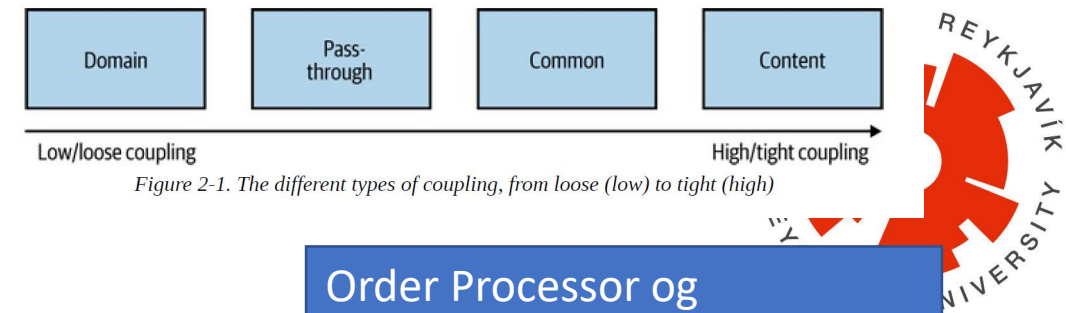 Domain
Pass-
through
Common
Content
Low/loose coupling
High/tight coupling
Figure 2-1. The different types of coupling, from loose (low) to tight (high)
REYKJAVÍK
UNIVERSITY
Order Processor og